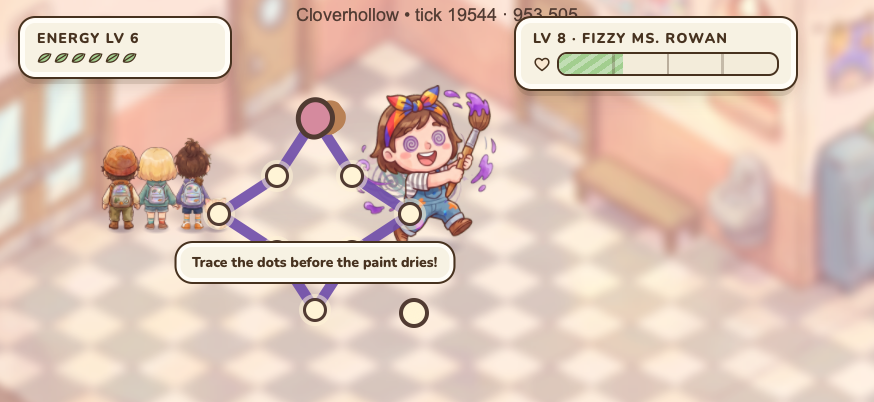 Cloverhollow • tick 19544 · 953,505
ENERGY LV 6
LV 8 · FIZZY MS. ROWAN
Trace the dots before the paint dries!